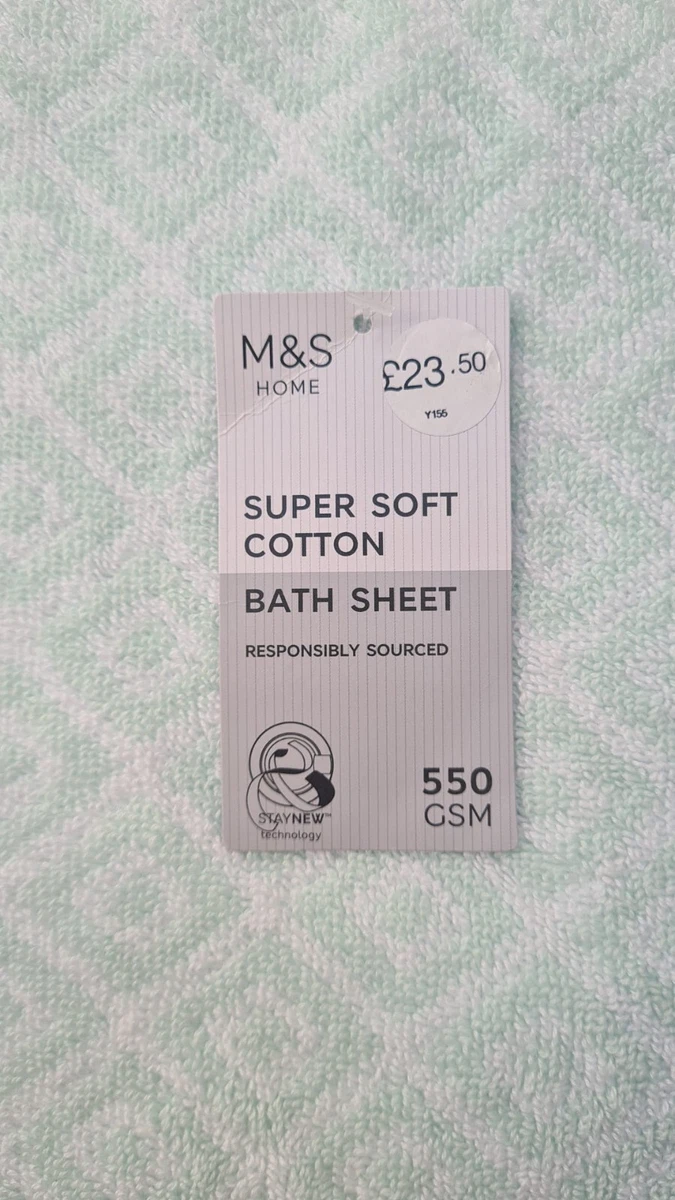 M&S
HOME
£23.50
Y155
SUPER SOFT
COTTON
BATH SHEET
RESPONSIBLY SOURCED
STAYNEW™
technology
550
GSM